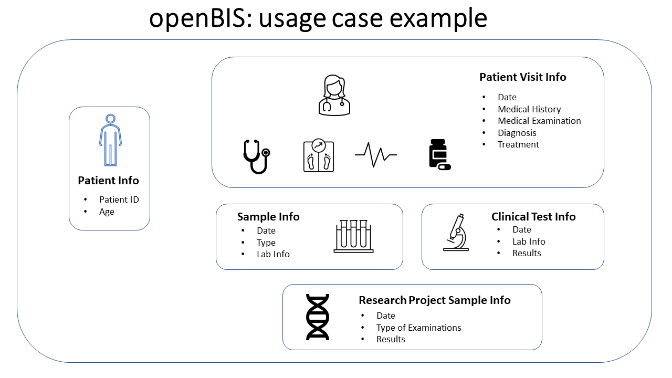 openBIS: usage case example
Patient Info
• Patient ID
• Age
Patient Visit Info
• Date
• Medical History
• Medical Examination
• Diagnosis
• Treatment
Sample Info
• Date
• Type
• Lab Info
Clinical Test Info
• Date
• Lab Info
• Results
Research Project Sample Info
• Date
• Type of Examinations
• Results